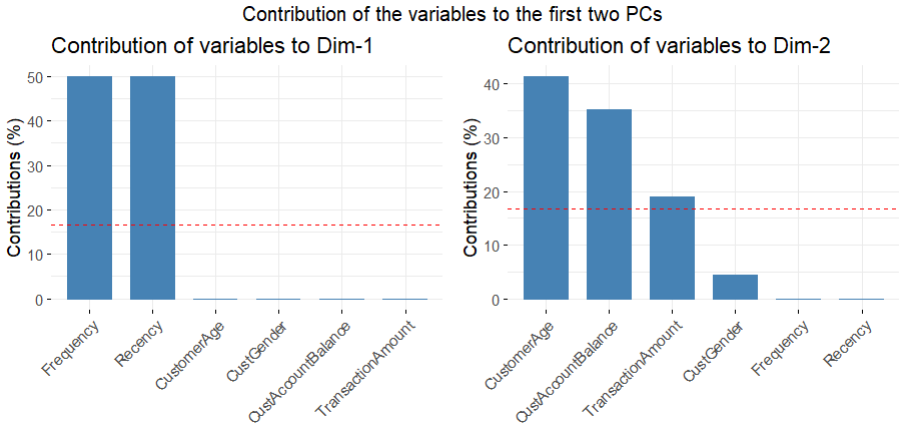 Contribution of the variables to the first two PCs
Contribution of variables to Dim-1
Contributions (%)
50
40
30
20
10
0
Frequency
Recency
CustomerAge
CustGender
CustAccountBalance
TransactionAmount
Contribution of variables to Dim-2
Contributions (%)
40
30
20
10
0
CustomerAge
CustAccountBalance
TransactionAmount
CustGender
Frequency
Recency